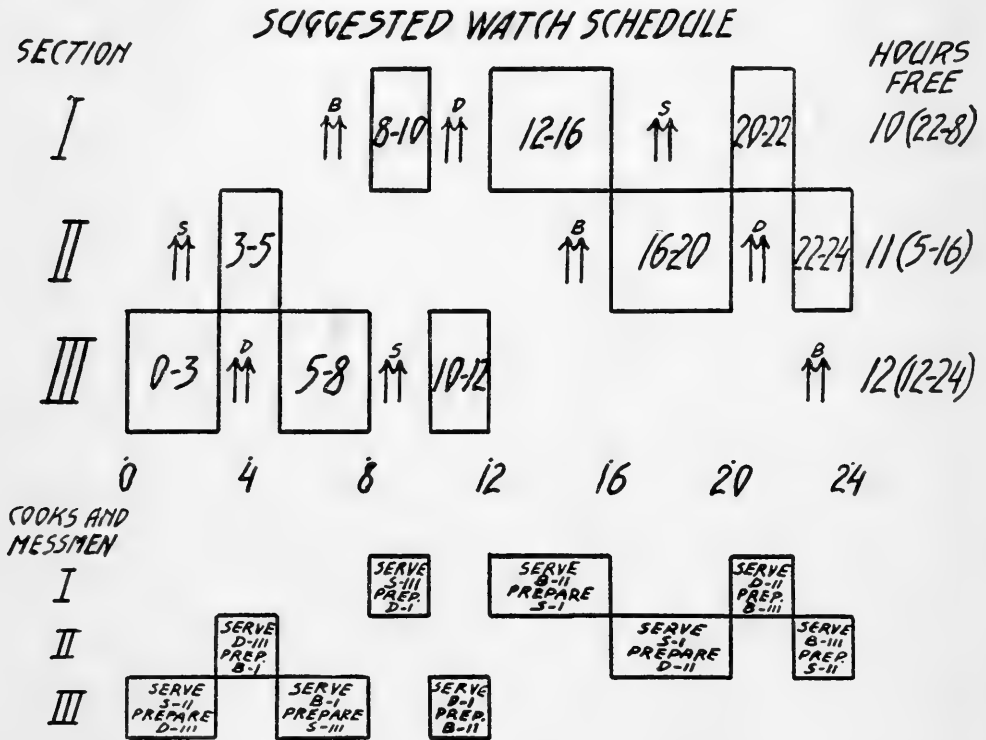 SUGGESTED WATCH SCHEDULE
SECTION
HOURS
FREE
I
B
8-10
D
12-16
S
20-22
10 (22-8)
II
S
3-5
B
16-20
D
22-24
11 (5-16)
III
0-3
D
5-8
S
10-12
B
12 (12-24)
0 4 8 12 16 20 24
COOKS AND
MESSMEN
I
SERVE
S-III
PREP.
D-I
SERVE
B-II
PREPARE
S-I
SERVE
D-II
PREP.
B-III
II
SERVE
D-III
PREP.
B-I
SERVE
S-I
PREPARE
D-II
SERVE
B-III
PREP.
S-II
III
SERVE
S-II
PREPARE
D-III
SERVE
B-I
PREPARE
S-III
SERVE
D-I
PREP.
B-II